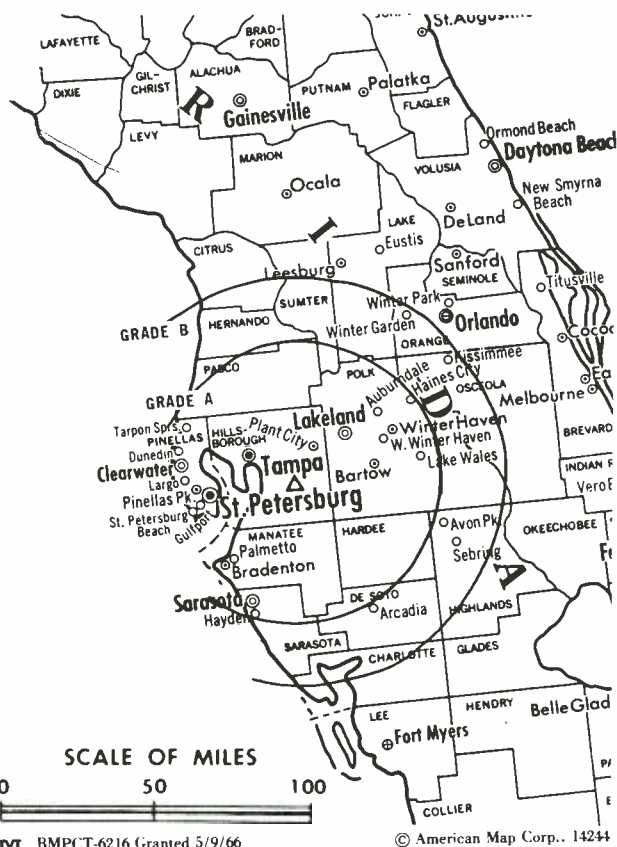 St. Augustine
LAFAYETTE
BRAD-
FORD
DIXIE
GIL-
CHRIST
ALACHUA
Gainesville
PUTNAM
Palatka
FLAGLER
R
LEVY
MARION
Ocala
Ormond Beach
Daytona Beach
VOLUSIA
New Smyrna
Beach
DeLand
LAKE
Eustis
I
CITRUS
Leesburg
Sanford
SEMINOLE
Titusville
SUMTER
Winter Park
Orlando
GRADE B
HERNANDO
Winter Garden
ORANGE
Cocoa
Kissimmee
PASCO
POLK
Auburndale
Haines City
OSCEOLA
Melbourne
GRADE A
D
Tarpon Sprs.
PINELLAS
HILLS-
BOROUGH
Plant City
Lakeland
Winter Haven
W. Winter Haven
BREVARD
Dunedin
Clearwater
Tampa
Bartow
Lake Wales
Largo
INDIAN R
Pinellas Pk
St. Petersburg
Vero B
St. Petersburg
Beach
Gulfport
MANATEE
HARDEE
Avon Pk.
OKEECHOBEE
Palmetto
Bradenton
Sebring
A
Sarasota
Hayden
DE SOTO
Arcadia
HIGHLANDS
SARASOTA
CHARLOTTE
GLADES
LEE
HENDRY
Belle Glad
Fort Myers
COLLIER
SCALE OF MILES
0 50 100
BMPCT-6216 Granted 5/9/66
© American Map Corp.. 14244